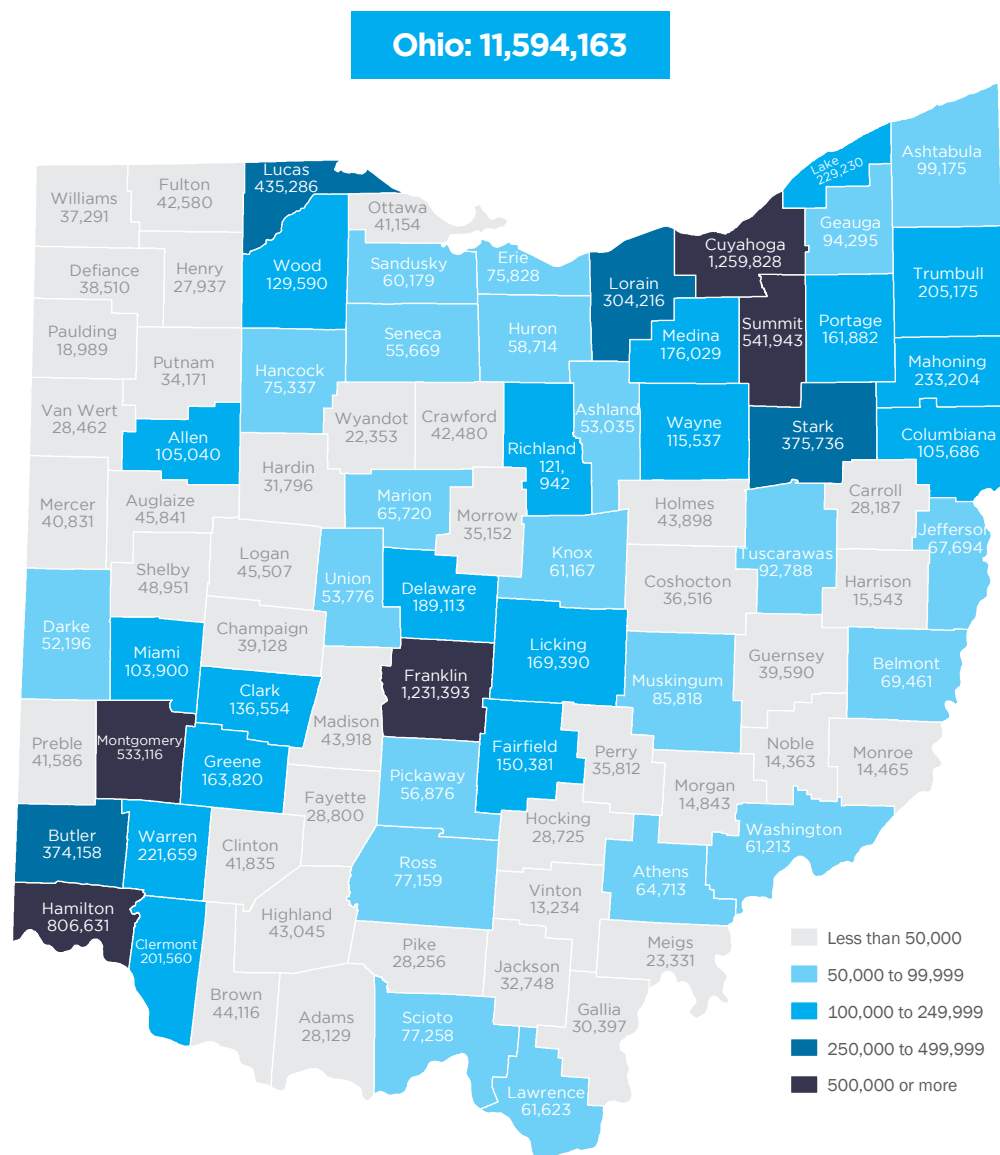 Ohio: 11,594,163
Williams
37,291
Fulton
42,580
Lucas
435,286
Ottawa
41,154
Lake
229,230
Ashtabula
99,175
Geauga
94,295
Cuyahoga
1,259,828
Defiance
38,510
Henry
27,937
Wood
129,590
Sandusky
60,179
Erie
75,828
Lorain
304,216
Trumbull
205,175
Paulding
18,989
Putnam
34,171
Hancock
75,337
Seneca
55,669
Huron
58,714
Medina
176,029
Summit
541,943
Portage
161,882
Mahoning
233,204
Van Wert
28,462
Allen
105,040
Wyandot
22,353
Crawford
42,480
Richland
121,
942
Ashland
53,035
Wayne
115,537
Stark
375,736
Columbiana
105,686
Mercer
40,831
Auglaize
45,841
Hardin
31,796
Marion
65,720
Morrow
35,152
Holmes
43,898
Carroll
28,187
Jefferson
67,694
Shelby
48,951
Logan
45,507
Union
53,776
Delaware
189,113
Knox
61,167
Coshocton
36,516
Tuscarawas
92,788
Harrison
15,543
Darke
52,196
Miami
103,900
Champaign
39,128
Clark
136,554
Madison
43,918
Franklin
1,231,393
Licking
169,390
Muskingum
85,818
Guernsey
39,590
Belmont
69,461
Preble
41,586
Montgomery
533,116
Greene
163,820
Fayette
28,800
Pickaway
56,876
Fairfield
150,381
Perry
35,812
Morgan
14,843
Noble
14,363
Monroe
14,465
Butler
374,158
Warren
221,659
Clinton
41,835
Ross
77,159
Hocking
28,725
Vinton
13,234
Athens
64,713
Washington
61,213
Hamilton
806,631
Clermont
201,560
Highland
43,045
Pike
28,256
Jackson
32,748
Meigs
23,331
Brown
44,116
Adams
28,129
Scioto
77,258
Gallia
30,397
Lawrence
61,623
Less than 50,000
50,000 to 99,999
100,000 to 249,999
250,000 to 499,999
500,000 or more